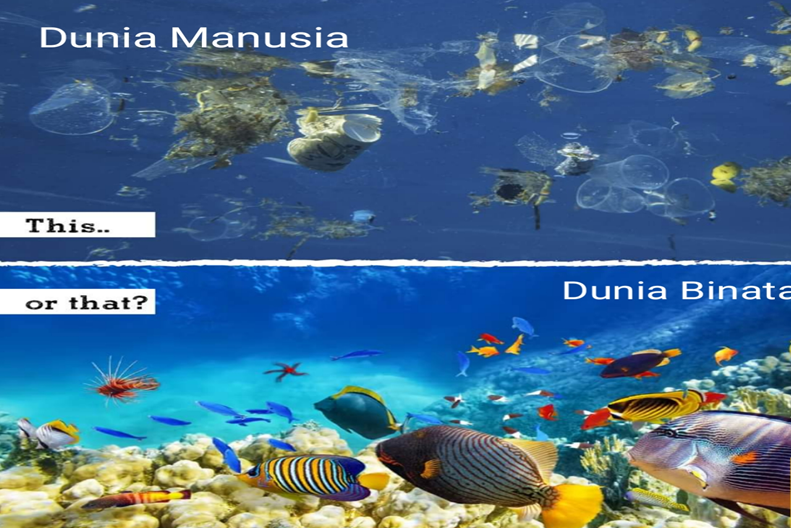 Dunia Manusia
This..
or that?
Dunia Binata